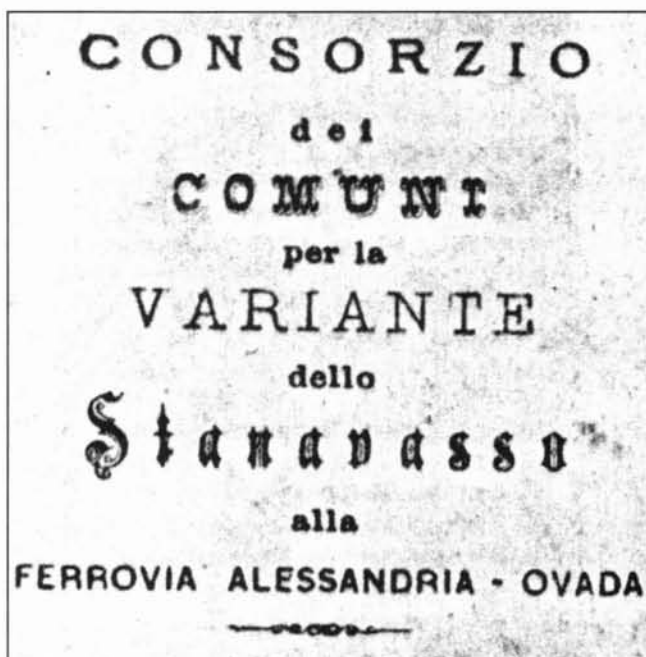 CONSORZIO
dei
COMUNI
per la
VARIANTE
dello
Stanavasso
alla
FERROVIA ALESSANDRIA - OVADA